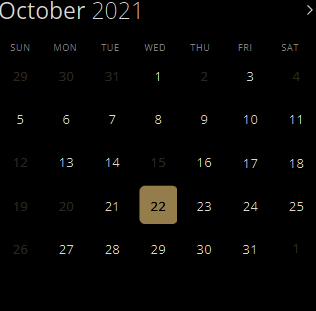 October 2021
SUN MON TUE WED THU FRI SAT
29 30 31 1 2 3 4
5 6 7 8 9 10 11
12 13 14 15 16 17 18
19 20 21 22 23 24 25
26 27 28 29 30 31 1